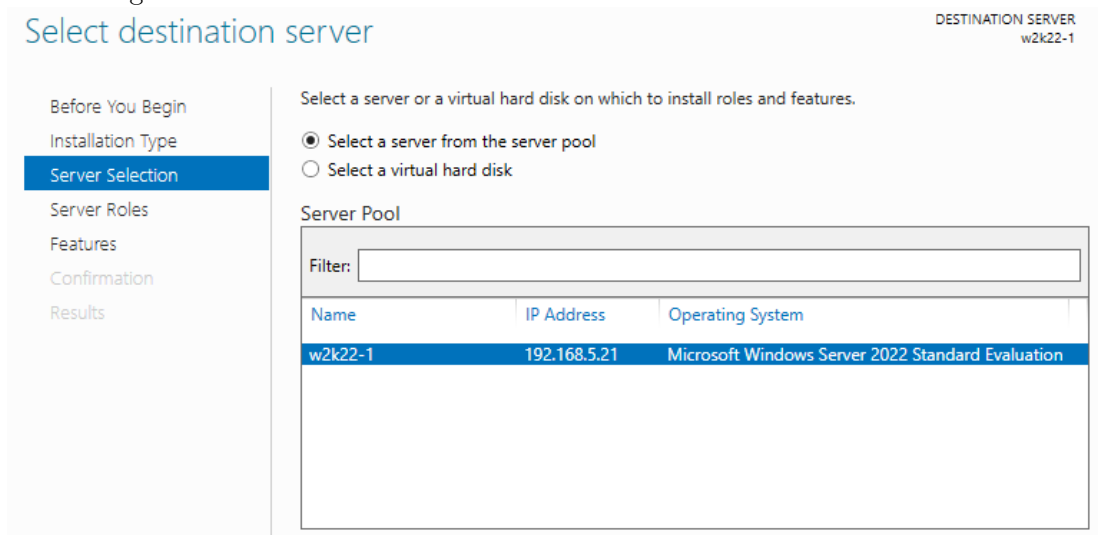 Select destination server
DESTINATION SERVER
w2k22-1
Before You Begin
Installation Type
Server Selection
Server Roles
Features
Confirmation
Results
Select a server or a virtual hard disk on which to install roles and features.
Select a server from the server pool
Select a virtual hard disk
Server Pool
Filter:
Name IP Address Operating System
w2k22-1 192.168.5.21 Microsoft Windows Server 2022 Standard Evaluation